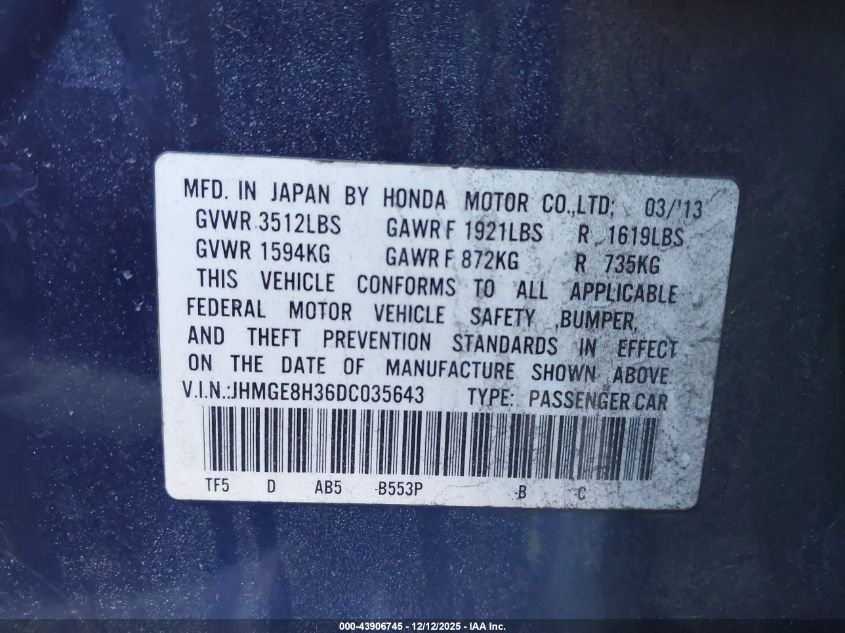 MFD. IN JAPAN BY HONDA MOTOR CO.,LTD; 03/'13
GVWR 3512LBS GAWR F 1921LBS R 1619LBS
GVWR 1594KG GAWR F 872KG R 735KG
THIS VEHICLE CONFORMS TO ALL APPLICABLE
FEDERAL MOTOR VEHICLE SAFETY ,BUMPER,
AND THEFT PREVENTION STANDARDS IN EFFECT
ON THE DATE OF MANUFACTURE SHOWN ABOVE
V.I.N.:JHMGE8H36DC035643 TYPE: PASSENGER CAR
TF5 D AB5 -B553P -B -C
000-43906745 - 12/12/2025 - IAA Inc.